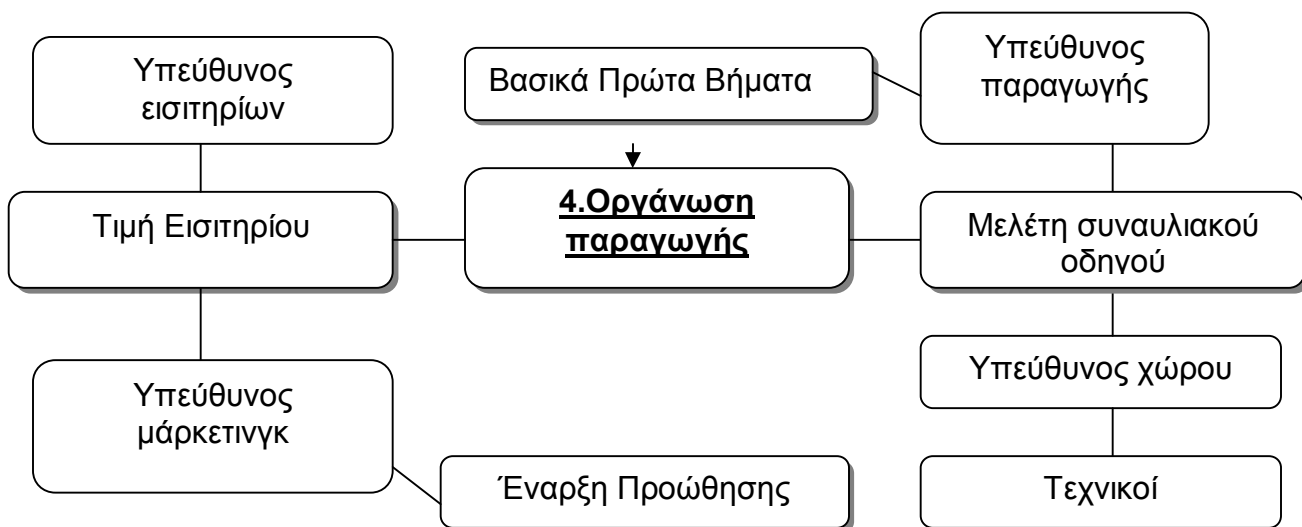 Υπεύθυνος
εισιτηρίων
Βασικά Πρώτα Βήματα
Υπεύθυνος
παραγωγής
Τιμή Εισιτηρίου
4.Οργάνωση
παραγωγής
Μελέτη συναυλιακού
οδηγού
Υπεύθυνος
μάρκετινγκ
Υπεύθυνος χώρου
Έναρξη Προώθησης
Τεχνικοί